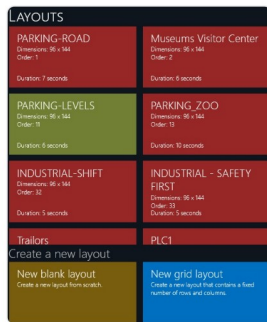 LAYOUTS
PARKING-ROAD
Dimensions: 96 x 144
Order: 1
Duration: 7 seconds
Museums Visitor Center
Dimensions: 96 x 144
Order: 2
Duration: 6 seconds
PARKING-LEVELS
Dimensions: 96 x 144
Order: 11
Duration: 6 seconds
PARKING_ZOO
Dimensions: 96 x 144
Order: 13
Duration: 10 seconds
INDUSTRIAL-SHIFT
Dimensions: 96 x 144
Order: 32
Duration: 5 seconds
INDUSTRIAL - SAFETY
FIRST
Dimensions: 96 x 144
Order: 33
Duration: 5 seconds
Trailors
PLC1
Create a new layout
New blank layout
Create a new layout from scratch.
New grid layout
Create a new layout that contains a fixed
number of rows and columns.